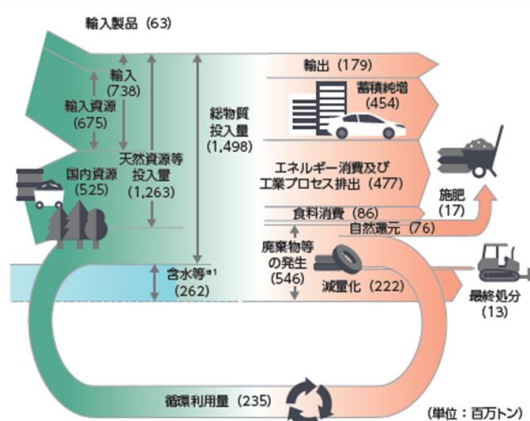 輸入製品（63）
輸入
（738）
輸入資源
（675）
国内資源
（525）
天然資源等
投入量
（1,263）
総物質
投入量
（1,498）
含水等※1
（262）
輸出（179）
蓄積純増
（454）
エネルギー消費及び
工業プロセス排出（477）
食料消費（86）
自然還元（76）
施肥
（17）
廃棄物等
の発生
（546）
減量化（222）
最終処分
（13）
循環利用量（235）
（単位：百万トン）